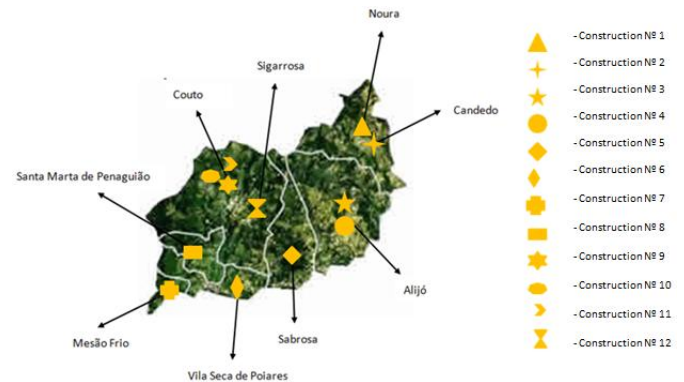 Noura
Sigarrosa
Couto
Candedo
Santa Marta de Penaguião
Alijó
Sabrosa
Mesão Frio
Vila Seca de Poiares
- Construction Nº 1
- Construction Nº 2
- Construction Nº 3
- Construction Nº 4
- Construction Nº 5
- Construction Nº 6
- Construction Nº 7
- Construction Nº 8
- Construction Nº 9
- Construction Nº 10
- Construction Nº 11
- Construction Nº 12